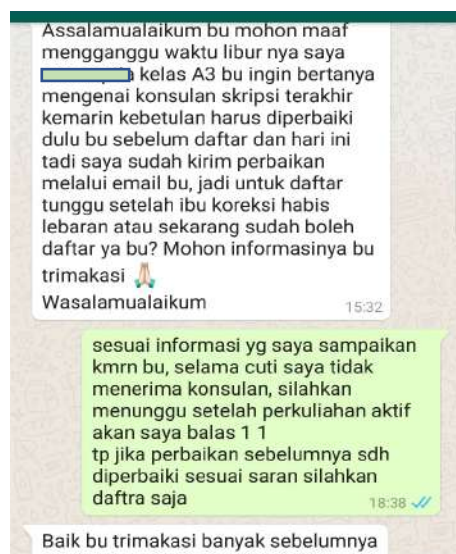 Assalamualaikum bu mohon maaf
mengganggu waktu libur nya saya
kelas A3 bu ingin bertanya
mengenai konsulan skripsi terakhir
kemarin kebetulan harus diperbaiki
dulu bu sebelum daftar dan hari ini
tadi saya sudah kirim perbaikan
melalui email bu, jadi untuk daftar
tunggu setelah ibu koreksi habis
lebaran atau sekarang sudah boleh
daftar ya bu? Mohon informasinya bu
trimakasi 🙏
Wasalamualaikum
15:32
sesuai informasi yg saya sampaikan
kmrn bu, selama cuti saya tidak
menerima konsulan, silahkan
menunggu setelah perkuliahan aktif
akan saya balas 1 1
tp jika perbaikan sebelumnya sdh
diperbaiki sesuai saran silahkan
daftra saja
18:38
Baik bu trimakasi banyak sebelumnya